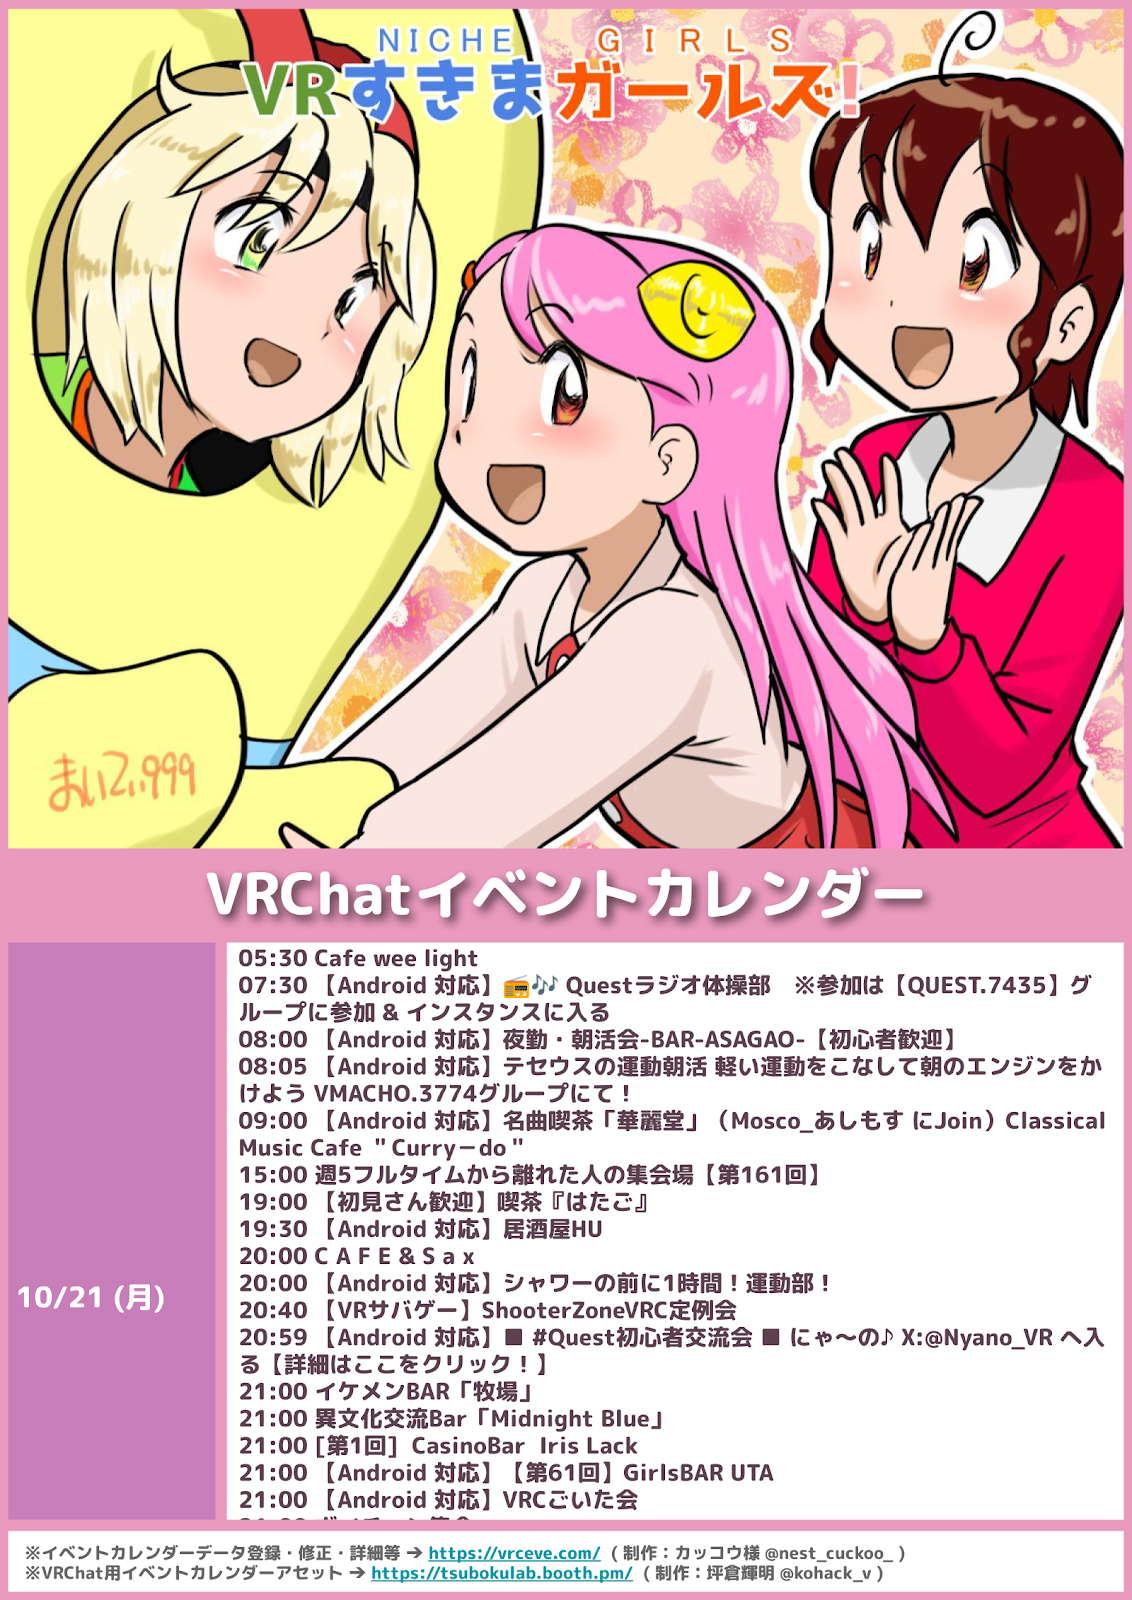 NICHE GIRLS
VRすきまガールズ!
まいてぃ999
VRChatイベントカレンダー
10/21 (月)
05:30 Cafe wee light
07:30 【Android 対応】📻🎶 Questラジオ体操部　※参加は【QUEST.7435】グ
ループに参加 & インスタンスに入る
08:00 【Android 対応】夜勤・朝活会-BAR-ASAGAO-【初心者歓迎】
08:05 【Android 対応】テセウスの運動朝活 軽い運動をこなして朝のエンジンをか
けよう VMACHO.3774グループにて！
09:00 【Android 対応】名曲喫茶「華麗堂」（Mosco_あしもす にJoin）Classical
Music Cafe ＂Curryーdo＂
15:00 週5フルタイムから離れた人の集会場【第161回】
19:00 【初見さん歓迎】喫茶『はたご』
19:30 【Android 対応】居酒屋HU
20:00 C A F E & S a x
20:00 【Android 対応】シャワーの前に1時間！運動部！
20:40 【VRサバゲー】ShooterZoneVRC定例会
20:59 【Android 対応】■ #Quest初心者交流会 ■ にゃ～の♪ X:@Nyano_VR へ入
る【詳細はここをクリック！】
21:00 イケメンBAR「牧場」
21:00 異文化交流Bar「Midnight Blue」
21:00 [第1回] CasinoBar Iris Lack
21:00 【Android 対応】【第61回】GirlsBAR UTA
21:00 【Android 対応】VRCごいた会
※イベントカレンダーデータ登録・修正・詳細等 → https://vrceve.com/ ( 制作：カッコウ様 @nest_cuckoo_ )
※VRChat用イベントカレンダーアセット → https://tsubokulab.booth.pm/ ( 制作：坪倉輝明 @kohack_v )